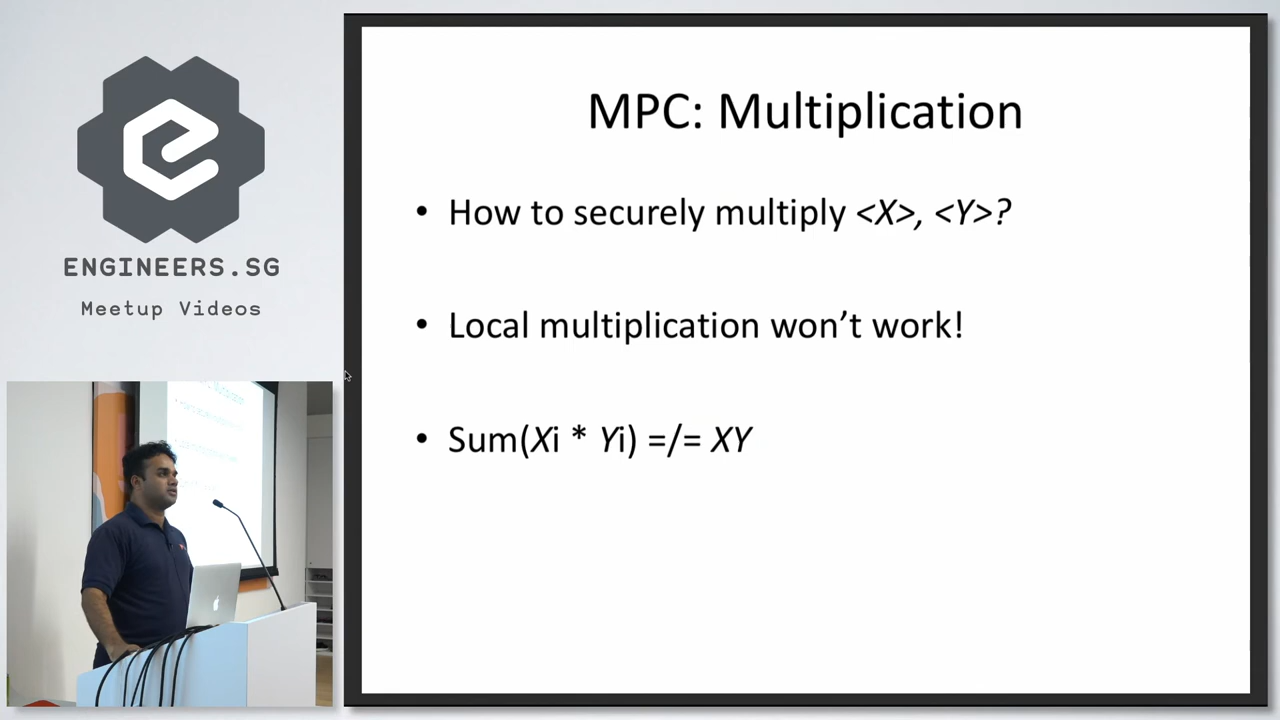 ENGINEERS.SG
Meetup Videos
MPC: Multiplication
• How to securely multiply <X>, <Y>?
• Local multiplication won’t work!
• Sum(Xi * Yi) =/= XY